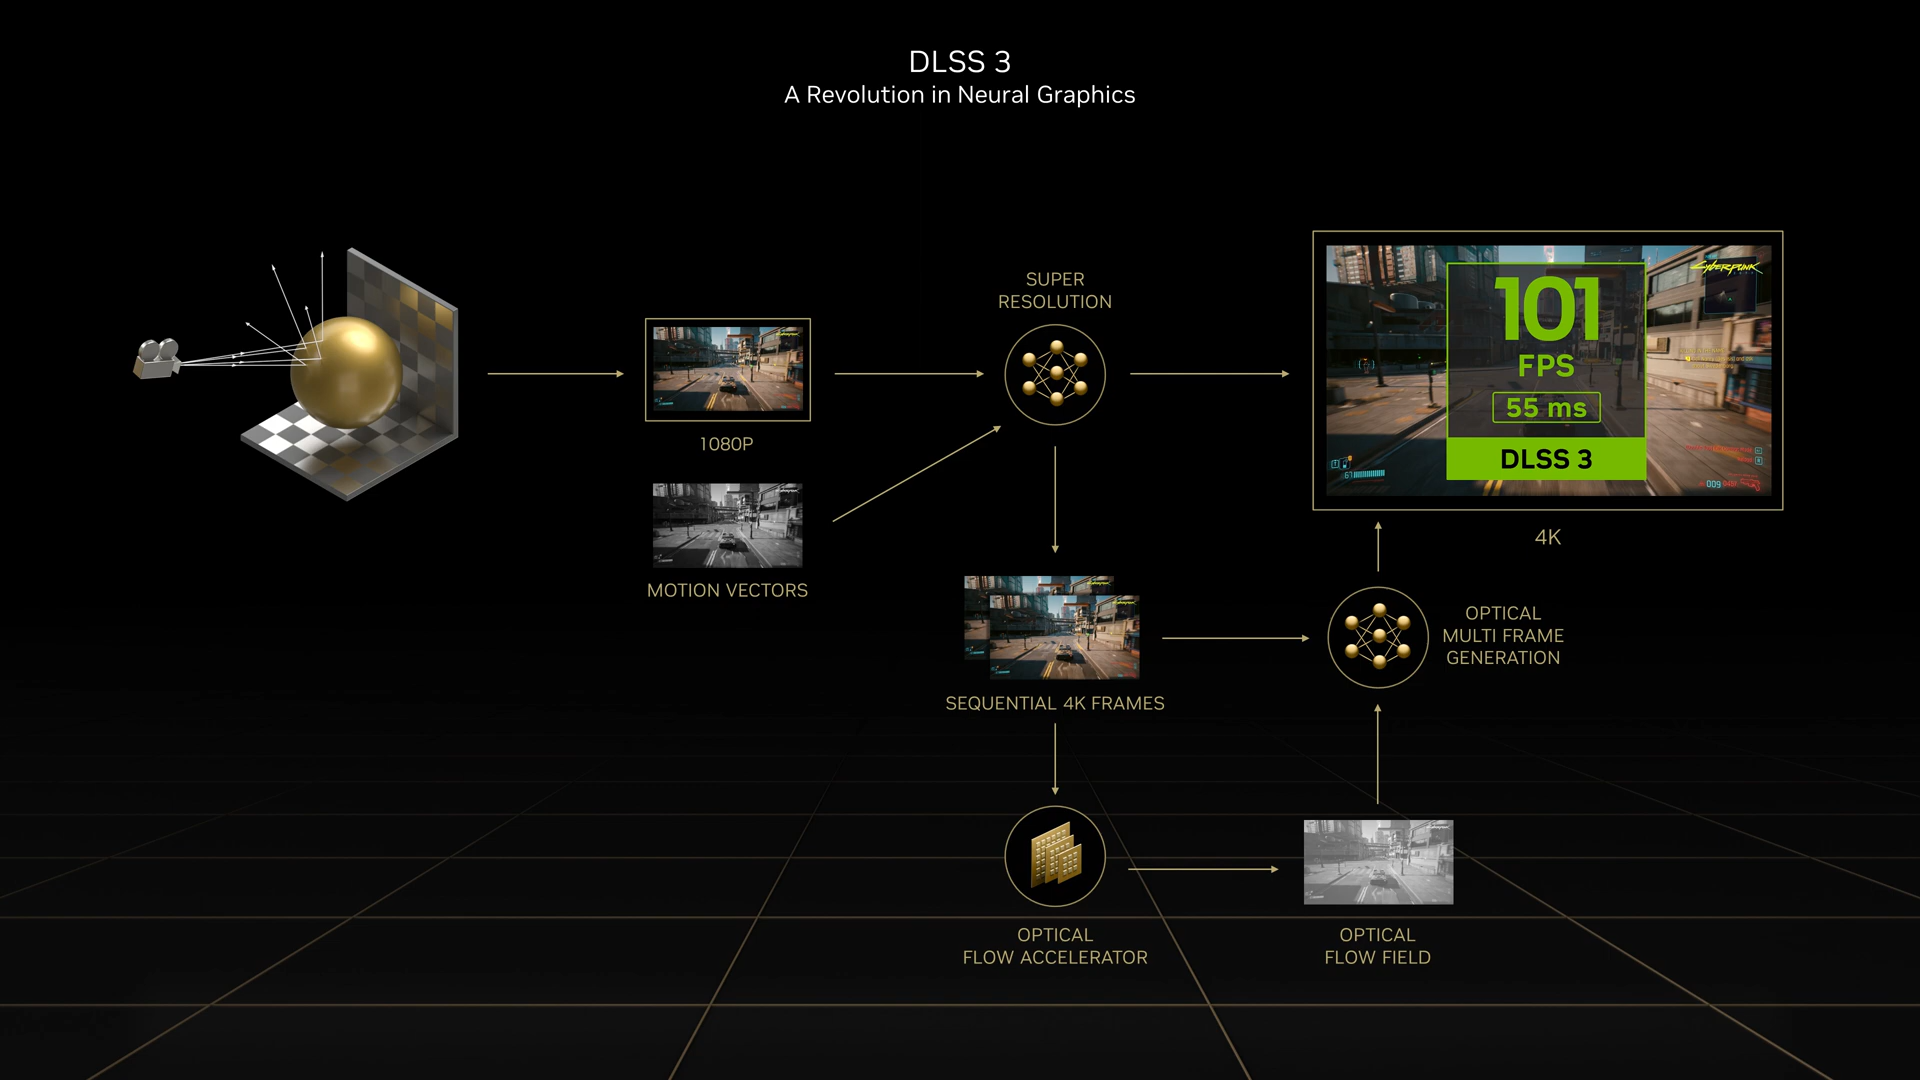 DLSS 3
A Revolution in Neural Graphics
SUPER
RESOLUTION
1080P
MOTION VECTORS
CYBERPUNK
101
FPS
55 ms
DLSS 3
4K
SEQUENTIAL 4K FRAMES
OPTICAL
MULTI FRAME
GENERATION
OPTICAL
FLOW ACCELERATOR
OPTICAL
FLOW FIELD